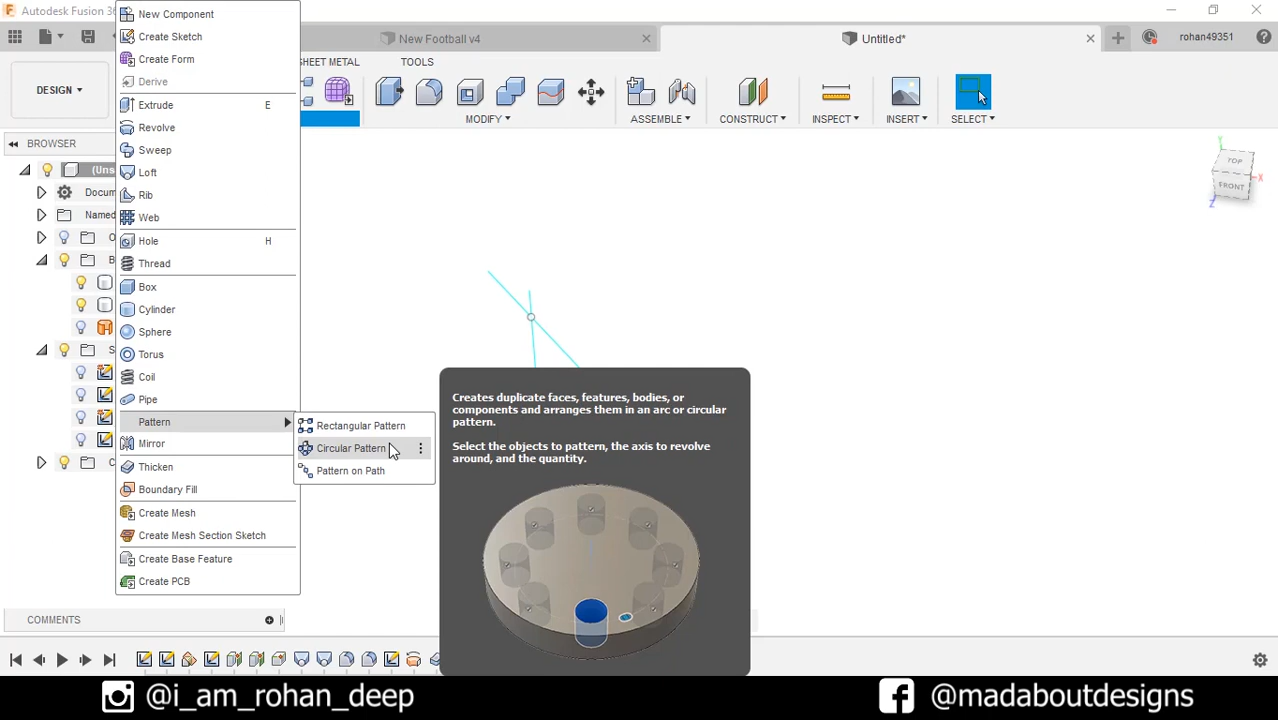 Autodesk Fusion 36
New Football v4
Untitled*
rohan49351
DESIGN
SHEET METAL
TOOLS
MODIFY
ASSEMBLE
CONSTRUCT
INSPECT
INSERT
SELECT
BROWSER
(Uns
Docum
Named
O
B
S
C
New Component
Create Sketch
Create Form
Derive
Extrude E
Revolve
Sweep
Loft
Rib
Web
Hole H
Thread
Box
Cylinder
Sphere
Torus
Coil
Pipe
Pattern
Mirror
Thicken
Boundary Fill
Create Mesh
Create Mesh Section Sketch
Create Base Feature
Create PCB
Rectangular Pattern
Circular Pattern
Pattern on Path
Creates duplicate faces, features, bodies, or
components and arranges them in an arc or circular
pattern.
Select the objects to pattern, the axis to revolve
around, and the quantity.
TOP
FRONT
Y
X
Z
COMMENTS
@i_am_rohan_deep
@madaboutdesigns